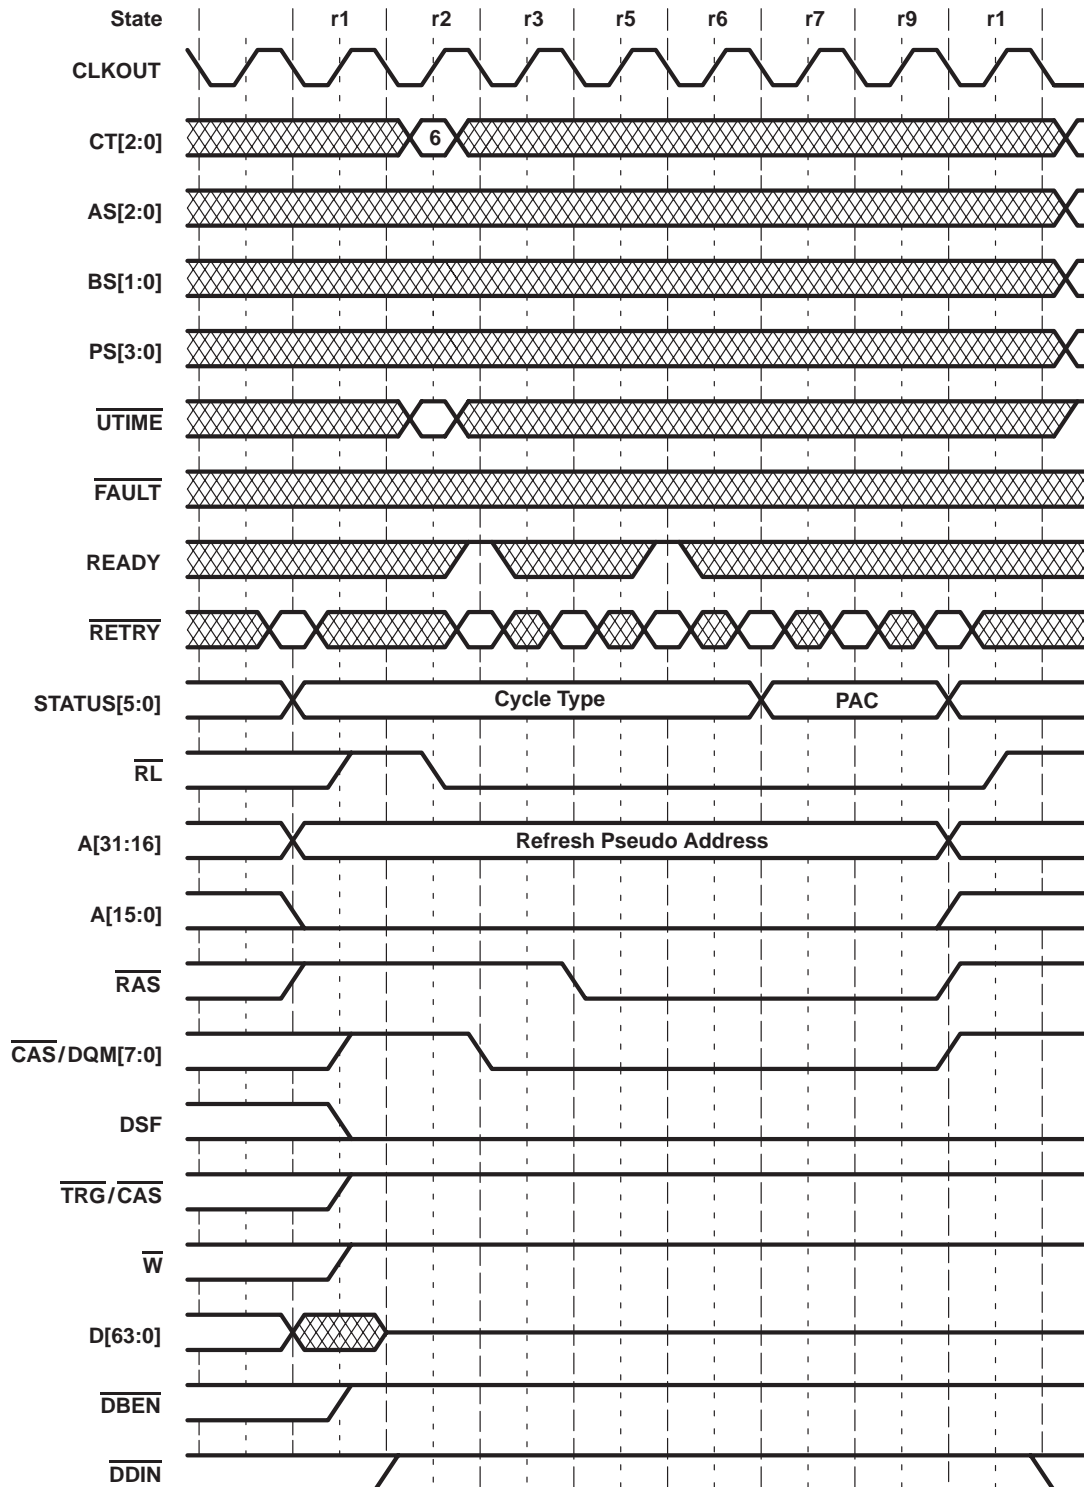 State r1 r2 r3 r5 r6 r7 r9 r1
CLKOUT
CT[2:0] 6
AS[2:0]
BS[1:0]
PS[3:0]
UTIME
FAULT
READY
RETRY
STATUS[5:0] Cycle Type PAC
RL
A[31:16] Refresh Pseudo Address
A[15:0]
RAS
CAS/DQM[7:0]
DSF
TRG/CAS
W
D[63:0]
DBEN
DDIN